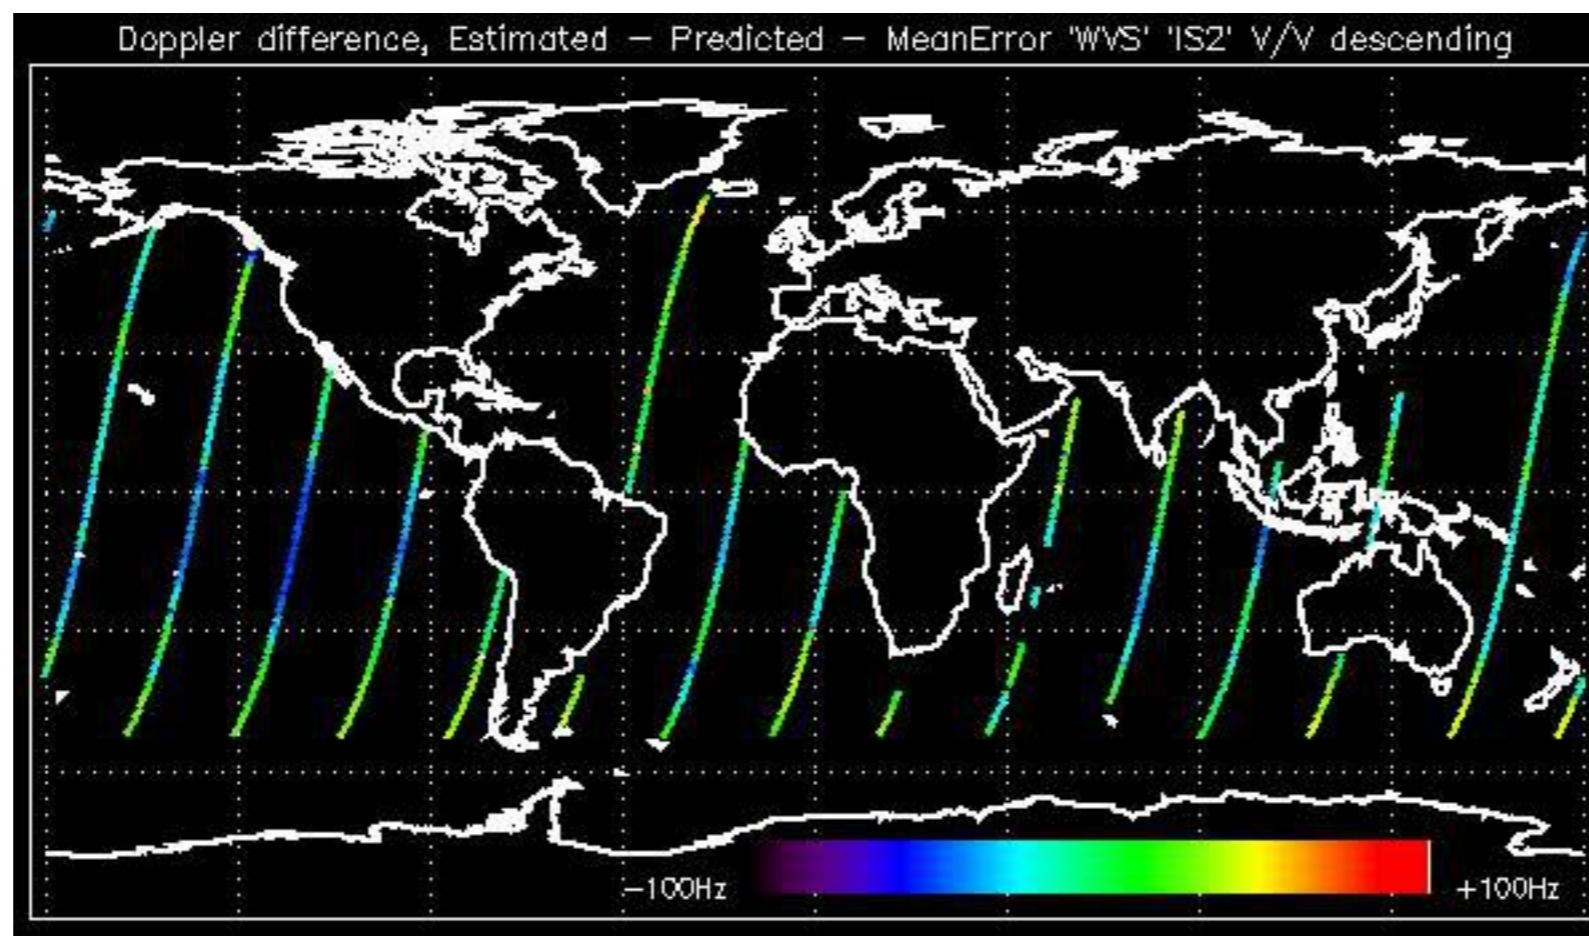 Doppler difference, Estimated – Predicted – MeanError 'WVS' 'IS2' V/V descending
–100Hz
+100Hz